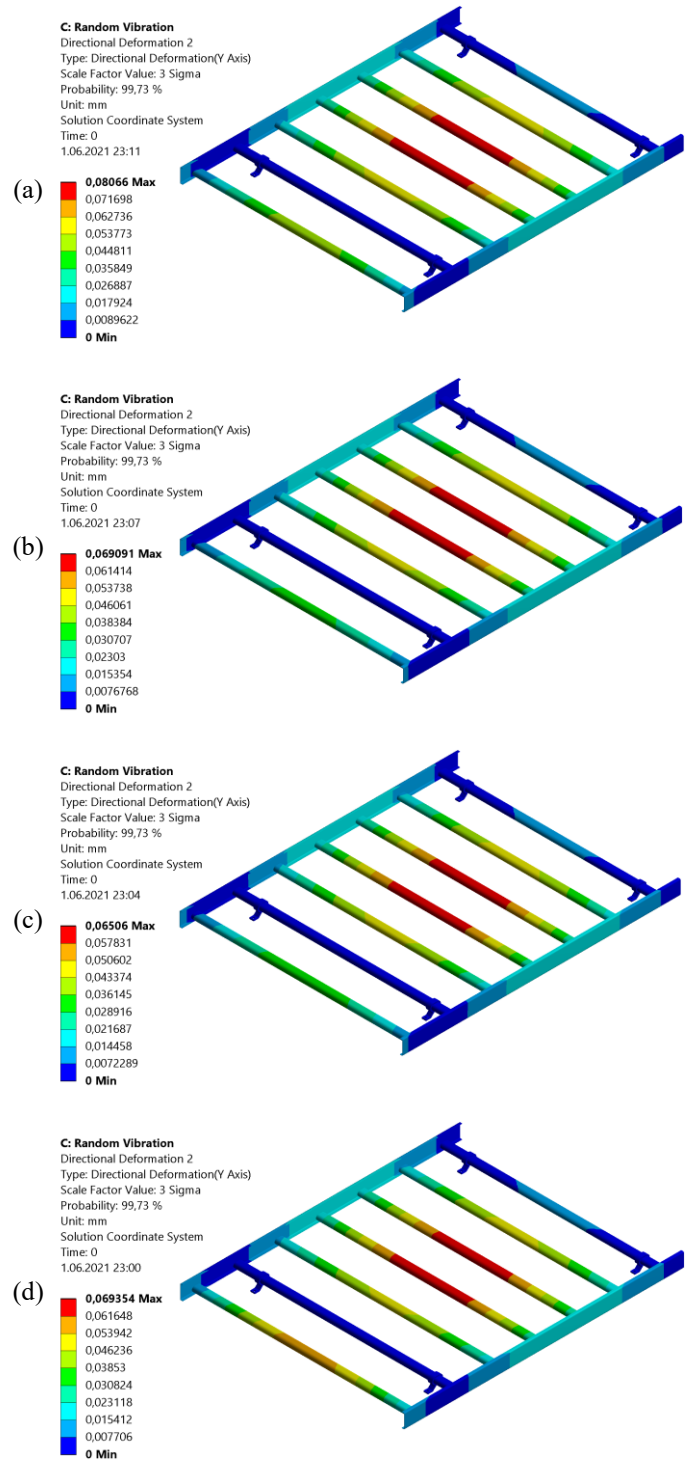 C: Random Vibration
Directional Deformation 2
Type: Directional Deformation(Y Axis)
Scale Factor Value: 3 Sigma
Probability: 99,73 %
Unit: mm
Solution Coordinate System
Time: 0
1.06.2021 23:11
(a)
0,08066 Max
0,071698
0,062736
0,053773
0,044811
0,035849
0,026887
0,017924
0,0089622
0 Min
C: Random Vibration
Directional Deformation 2
Type: Directional Deformation(Y Axis)
Scale Factor Value: 3 Sigma
Probability: 99,73 %
Unit: mm
Solution Coordinate System
Time: 0
1.06.2021 23:07
(b)
0,069091 Max
0,061414
0,053738
0,046061
0,038384
0,030707
0,02303
0,015354
0,0076768
0 Min
C: Random Vibration
Directional Deformation 2
Type: Directional Deformation(Y Axis)
Scale Factor Value: 3 Sigma
Probability: 99,73 %
Unit: mm
Solution Coordinate System
Time: 0
1.06.2021 23:04
(c)
0,06506 Max
0,057831
0,050602
0,043374
0,036145
0,028916
0,021687
0,014458
0,0072289
0 Min
C: Random Vibration
Directional Deformation 2
Type: Directional Deformation(Y Axis)
Scale Factor Value: 3 Sigma
Probability: 99,73 %
Unit: mm
Solution Coordinate System
Time: 0
1.06.2021 23:00
(d)
0,069354 Max
0,061648
0,053942
0,046236
0,03853
0,030824
0,023118
0,015412
0,007706
0 Min